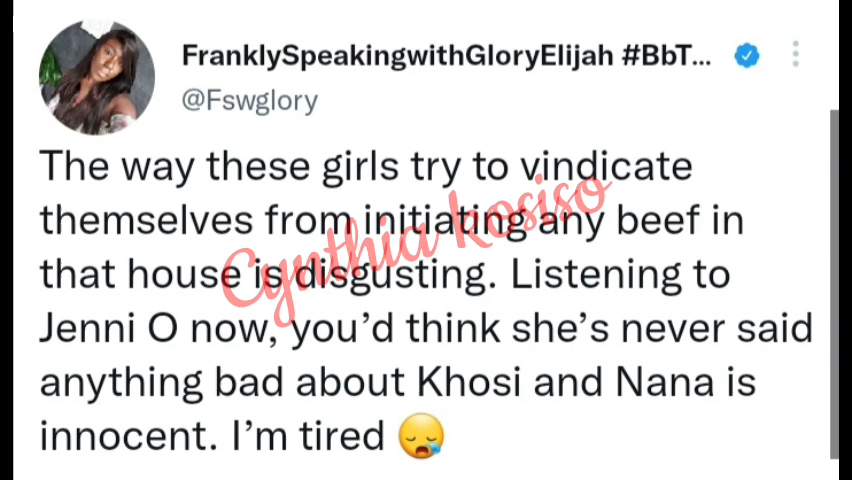 FranklySpeakingwithGloryElijah #BbT...
@Fswglory
The way these girls try to vindicate
themselves from initiating any beef in
that house is disgusting. Listening to
Jenni O now, you’d think she’s never said
anything bad about Khosi and Nana is
innocent. I’m tired 😪
Cynthia kosiso